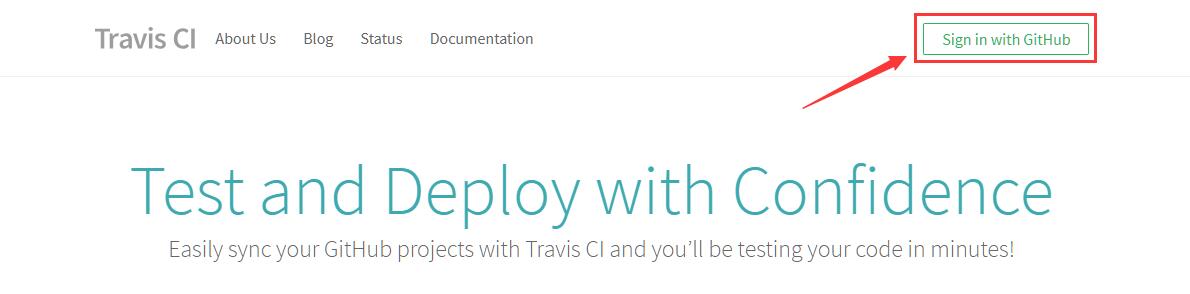 Travis CI About Us Blog Status Documentation Sign in with GitHub
Test and Deploy with Confidence
Easily sync your GitHub projects with Travis CI and you’ll be testing your code in minutes!